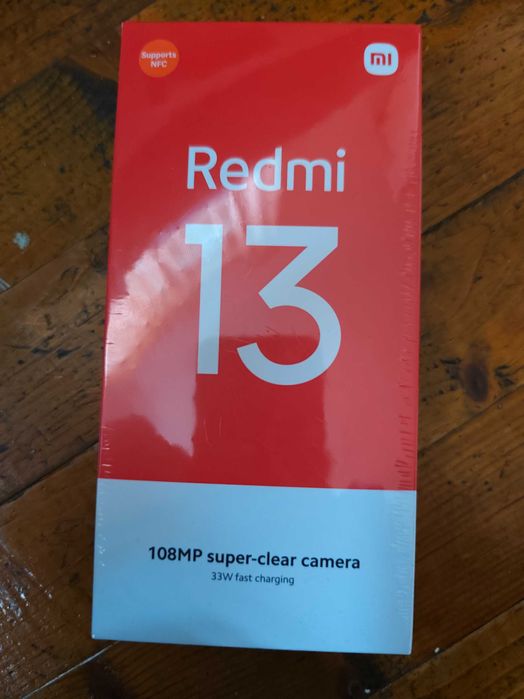 Supports
NFC
mi
Redmi
13
108MP super-clear camera
33W fast charging